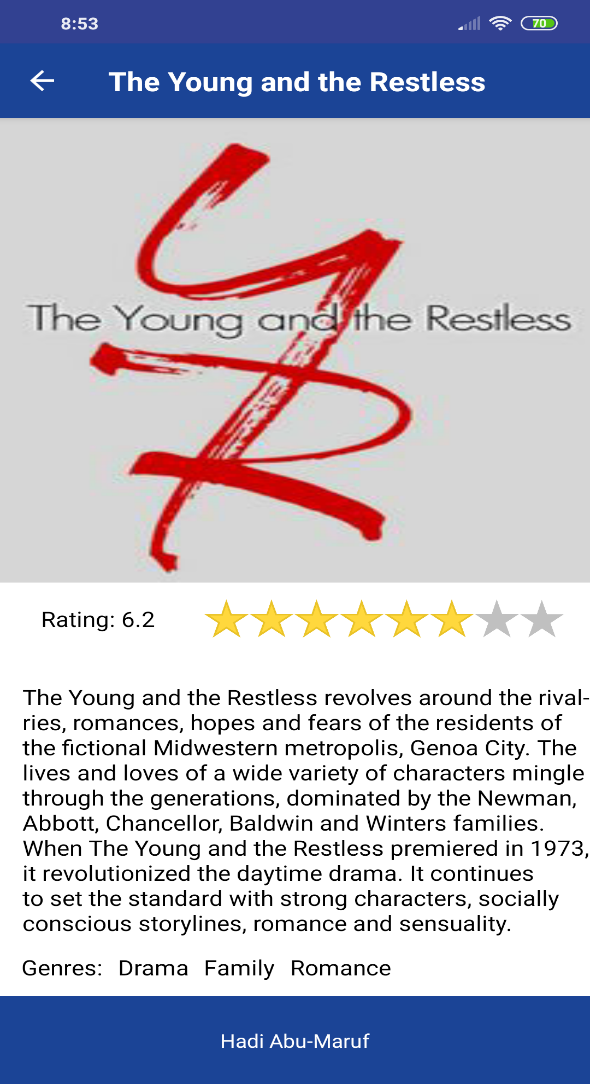 8:53
70
The Young and the Restless
The Young and the Restless
Rating: 6.2
The Young and the Restless revolves around the rival-
ries, romances, hopes and fears of the residents of
the fictional Midwestern metropolis, Genoa City. The
lives and loves of a wide variety of characters mingle
through the generations, dominated by the Newman,
Abbott, Chancellor, Baldwin and Winters families.
When The Young and the Restless premiered in 1973,
it revolutionized the daytime drama. It continues
to set the standard with strong characters, socially
conscious storylines, romance and sensuality.
Genres: Drama Family Romance
Hadi Abu-Maruf